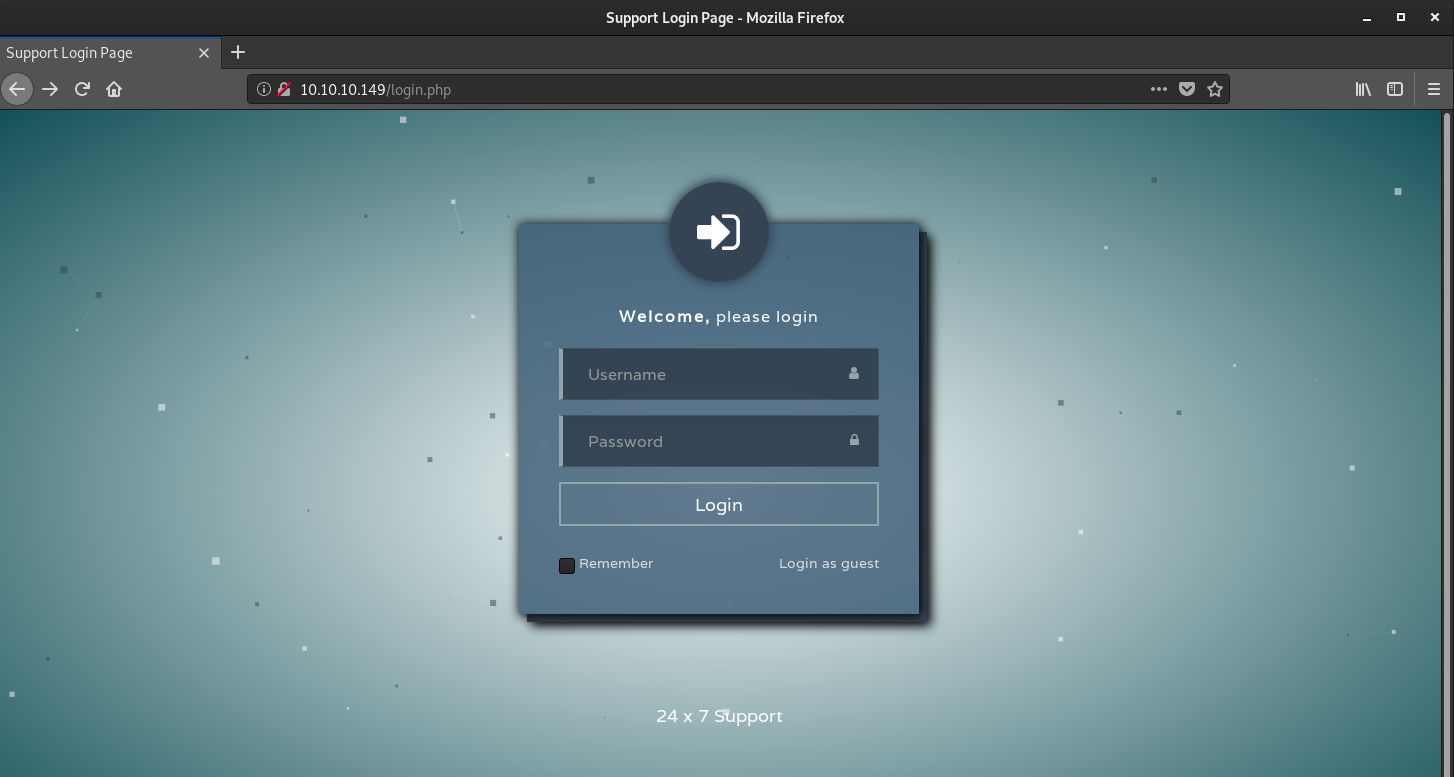 Support Login Page - Mozilla Firefox
Support Login Page
10.10.10.149/login.php
Welcome, please login
Username
Password
Login
Remember Login as guest
24 x 7 Support